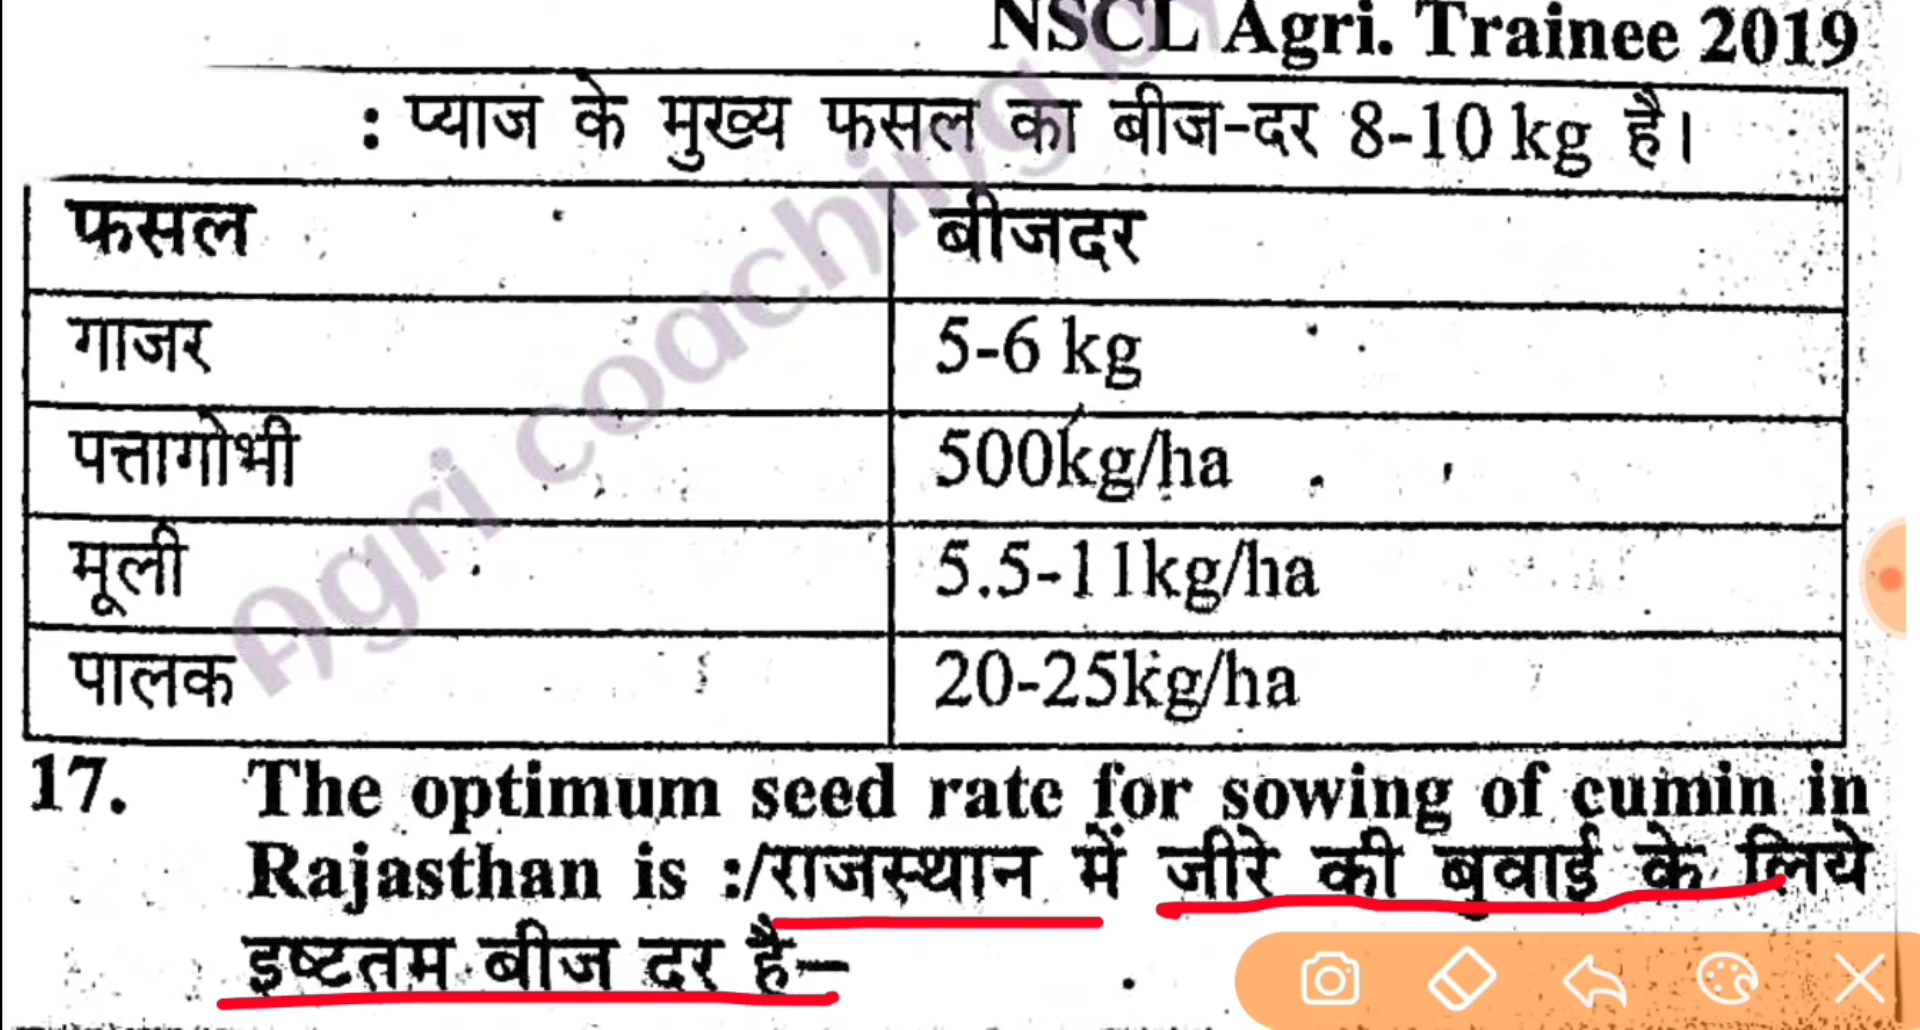 NSCL Agri. Trainee 2019
: प्याज के मुख्य फसल का बीज-दर 8-10 kg है।
फसल बीजदर
गाजर 5-6 kg
पत्तागोभी 500kg/ha
मूली 5.5-11kg/ha
पालक 20-25kg/ha
Agri coaching
17. The optimum seed rate for sowing of cumin in
Rajasthan is :/राजस्थान में जीरे की बुवाई के लिये
इष्टतम बीज दर है–